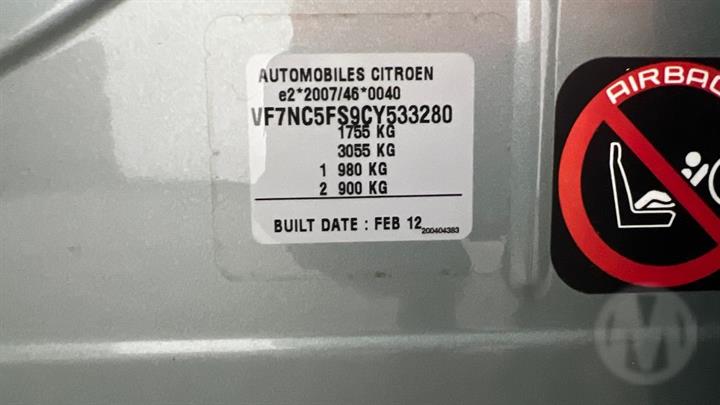 AUTOMOBILES CITROEN
e2*2007/46*0040
VF7NC5FS9CY533280
1755 KG
3055 KG
1 980 KG
2 900 KG
BUILT DATE : FEB 12
200404383
AIRBAG
M